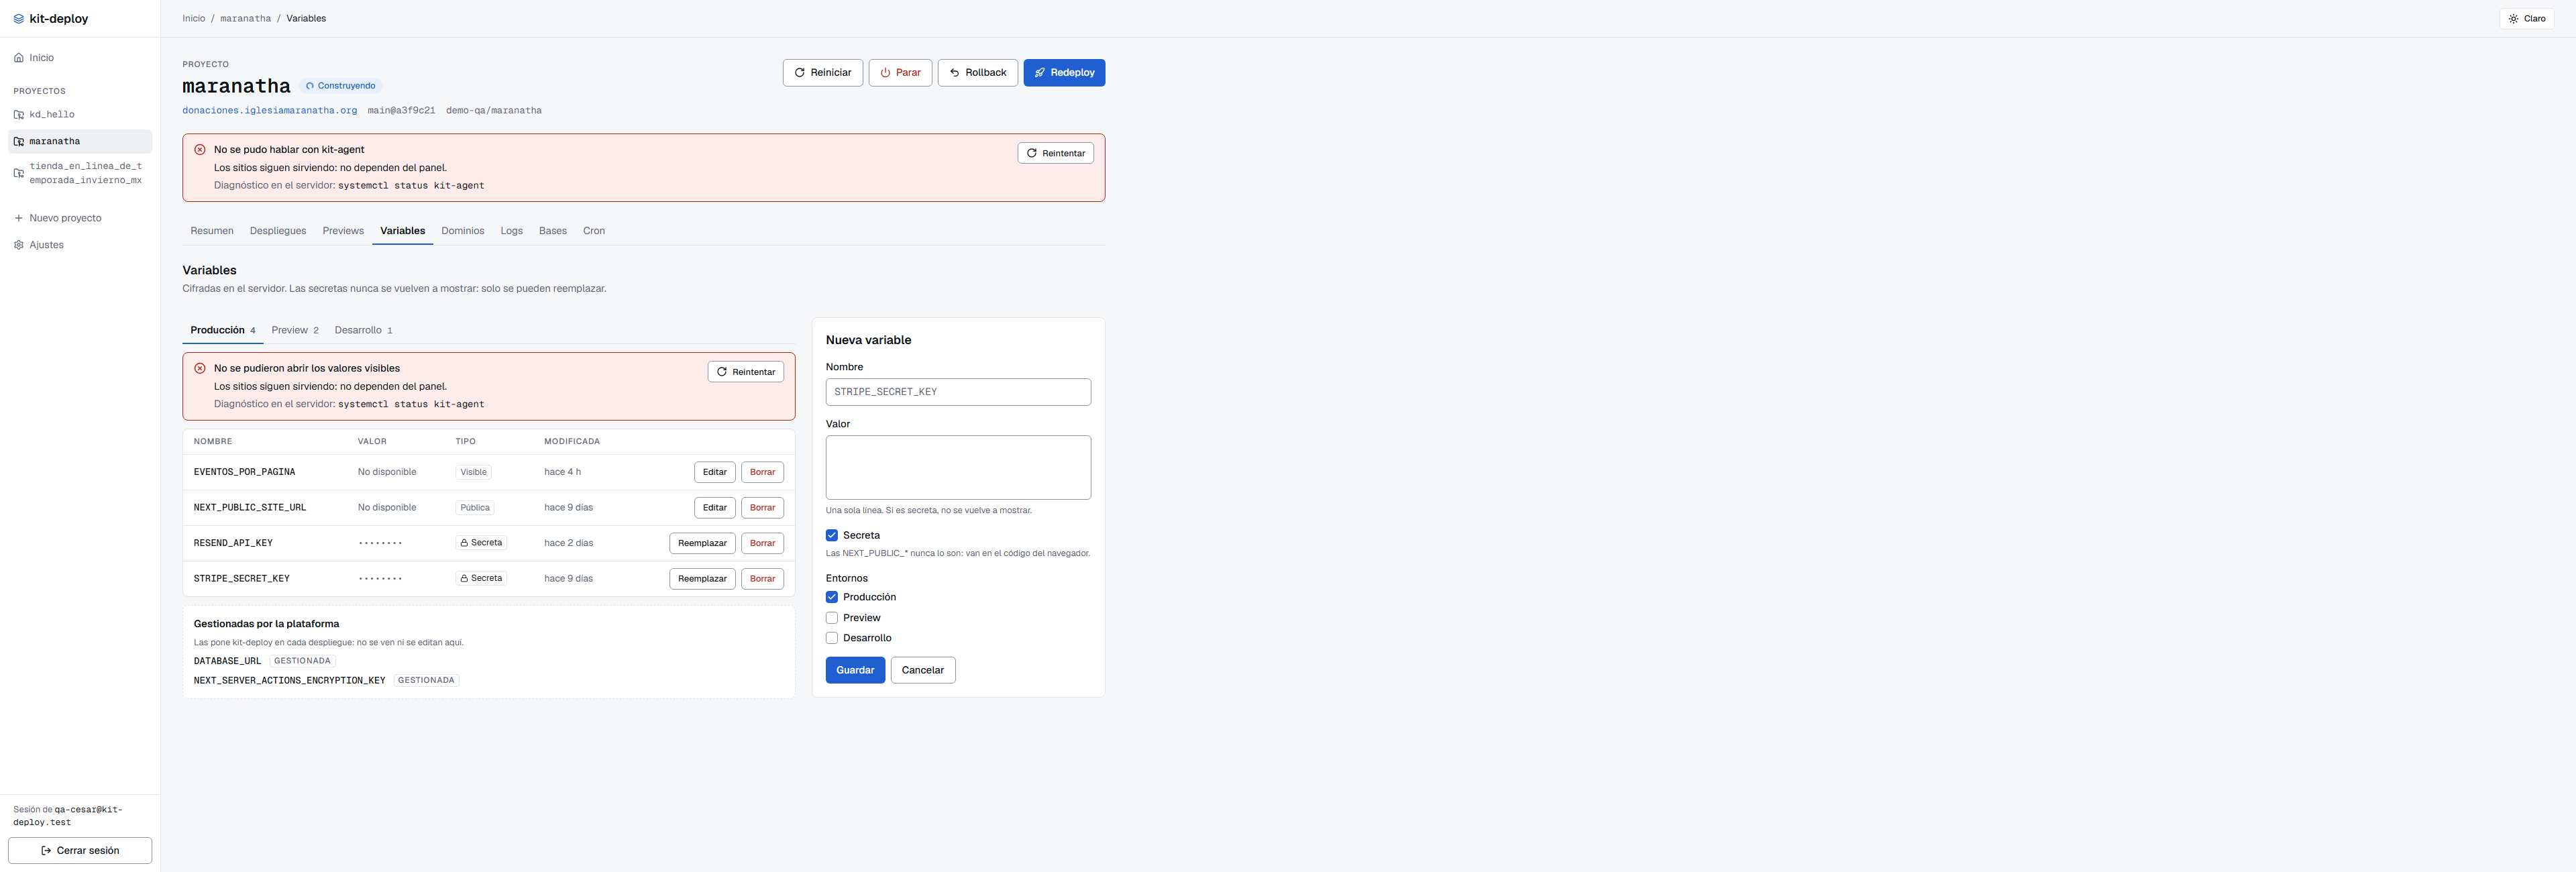 kit-deploy
Inicio / maranatha / Variables
Claro
Inicio
PROYECTOS
kd_hello
maranatha
tienda_en_linea_de_t
emporada_invierno_mx
Nuevo proyecto
Ajustes
Sesión de qa-cesar@kit-
deploy.test
Cerrar sesión
PROYECTO
maranatha Construyendo
donaciones.iglesiamaranatha.org main@a3f9c21 demo-qa/maranatha
Reiniciar Parar Rollback Redeploy
No se pudo hablar con kit-agent
Los sitios siguen sirviendo: no dependen del panel.
Diagnóstico en el servidor: systemctl status kit-agent
Reintentar
Resumen Despliegues Previews Variables Dominios Logs Bases Cron
Variables
Cifradas en el servidor. Las secretas nunca se vuelven a mostrar: solo se pueden reemplazar.
Producción 4 Preview 2 Desarrollo 1
No se pudieron abrir los valores visibles
Los sitios siguen sirviendo: no dependen del panel.
Diagnóstico en el servidor: systemctl status kit-agent
Reintentar
NOMBRE VALOR TIPO MODIFICADA
EVENTOS_POR_PAGINA No disponible Visible hace 4 h Editar Borrar
NEXT_PUBLIC_SITE_URL No disponible Pública hace 9 días Editar Borrar
RESEND_API_KEY •••••••• Secreta hace 2 días Reemplazar Borrar
STRIPE_SECRET_KEY •••••••• Secreta hace 9 días Reemplazar Borrar
Gestionadas por la plataforma
Las pone kit-deploy en cada despliegue: no se ven ni se editan aquí.
DATABASE_URL GESTIONADA
NEXT_SERVER_ACTIONS_ENCRYPTION_KEY GESTIONADA
Nueva variable
Nombre
STRIPE_SECRET_KEY
Valor
Una sola línea. Si es secreta, no se vuelve a mostrar.
Secreta
Las NEXT_PUBLIC_* nunca lo son: van en el código del navegador.
Entornos
Producción
Preview
Desarrollo
Guardar Cancelar